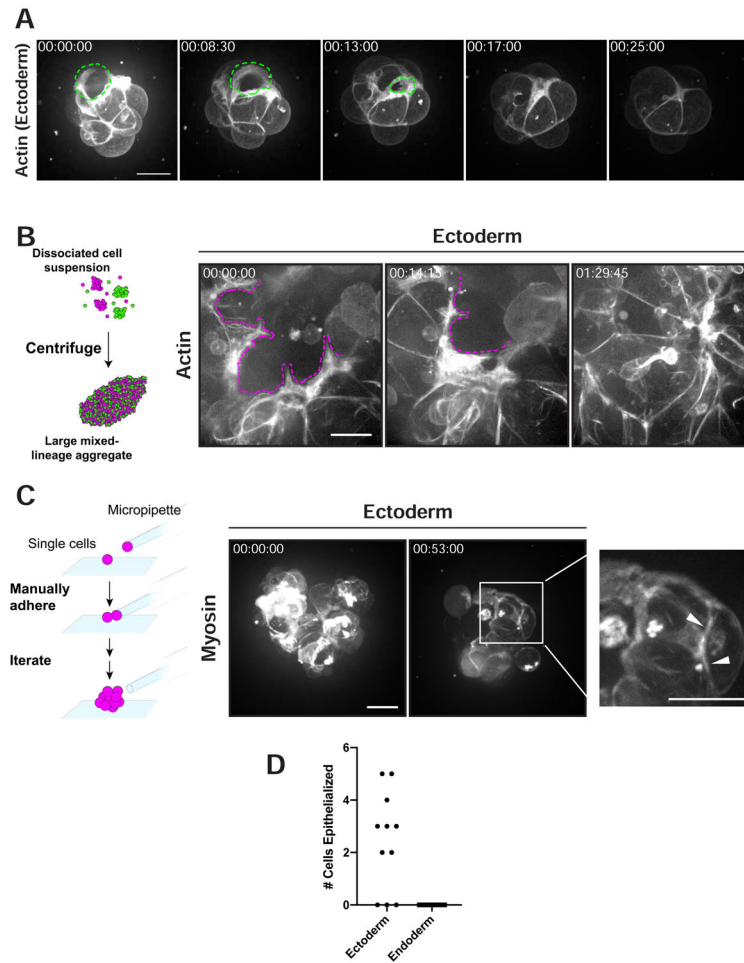 A
Actin (Ectoderm)
00:00:00
00:08:30
00:13:00
00:17:00
00:25:00
B
Dissociated cell
suspension
Centrifuge
Large mixed-
lineage aggregate
Ectoderm
Actin
00:00:00
00:14:15
01:29:45
C
Micropipette
Single cells
Manually
adhere
Iterate
Ectoderm
Myosin
00:00:00
00:53:00
D
# Cells Epithelialized
6
4
2
0
Ectoderm
Endoderm